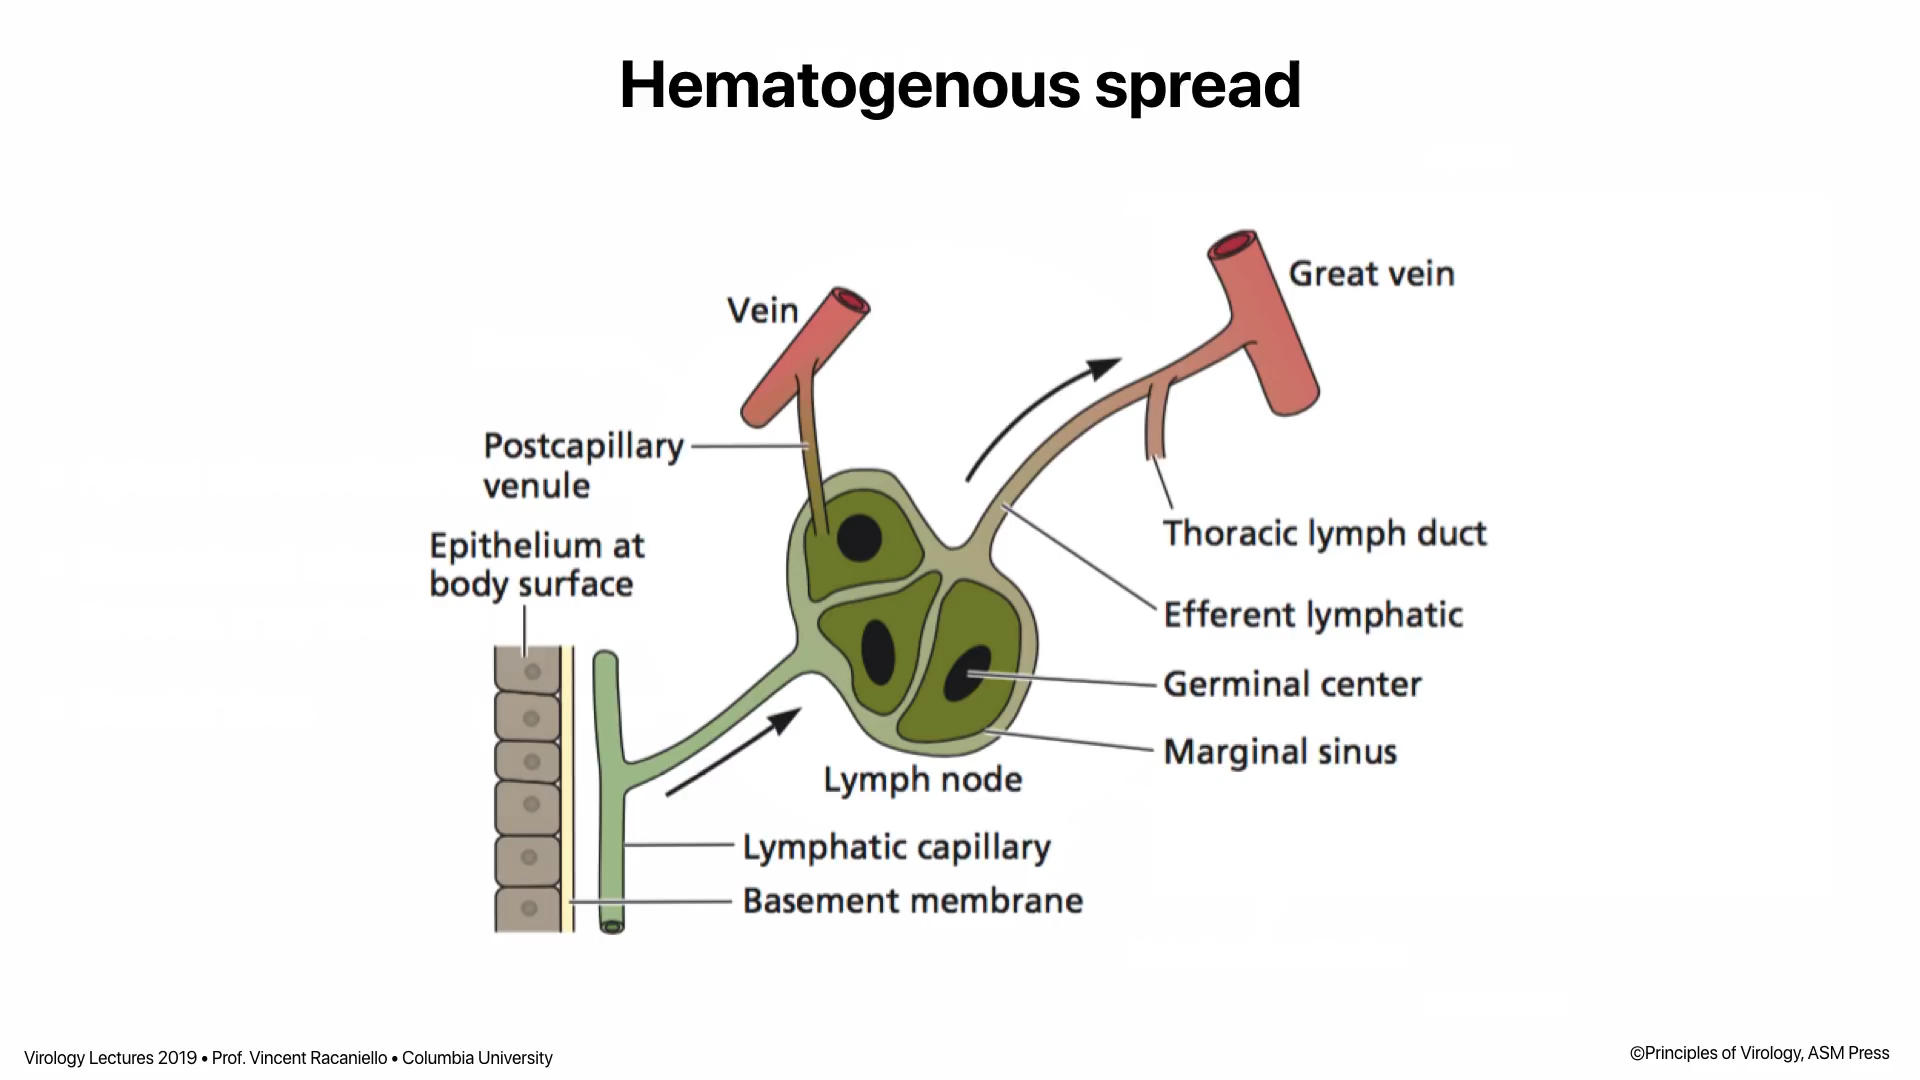 Hematogenous spread
Great vein
Vein
Postcapillary
venule
Epithelium at
body surface
Thoracic lymph duct
Efferent lymphatic
Germinal center
Marginal sinus
Lymph node
Lymphatic capillary
Basement membrane
Virology Lectures 2019 • Prof. Vincent Racaniello • Columbia University
©Principles of Virology, ASM Press